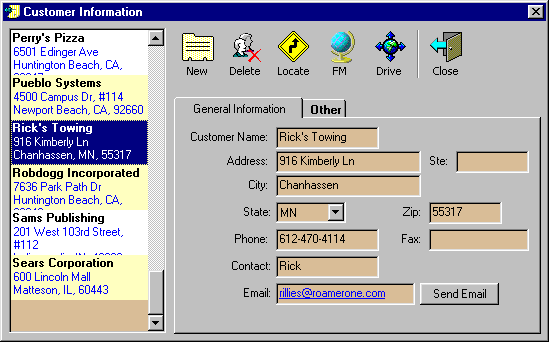 Customer Information
Perry's Pizza
6501 Edinger Ave
Huntington Beach, CA,
Pueblo Systems
4500 Campus Dr, #114
Newport Beach, CA, 92660
Rick's Towing
916 Kimberly Ln
Chanhassen, MN, 55317
Robdogg Incorporated
7636 Park Path Dr
Huntington Beach, CA,
Sams Publishing
201 West 103rd Street,
#112
Sears Corporation
600 Lincoln Mall
Matteson, IL, 60443
New
Delete
Locate
FM
Drive
Close
General Information
Other
Customer Name: Rick's Towing
Address: 916 Kimberly Ln
Ste:
City: Chanhassen
State: MN
Zip: 55317
Phone: 612-470-4114
Fax:
Contact: Rick
Email: rillies@roamerone.com
Send Email